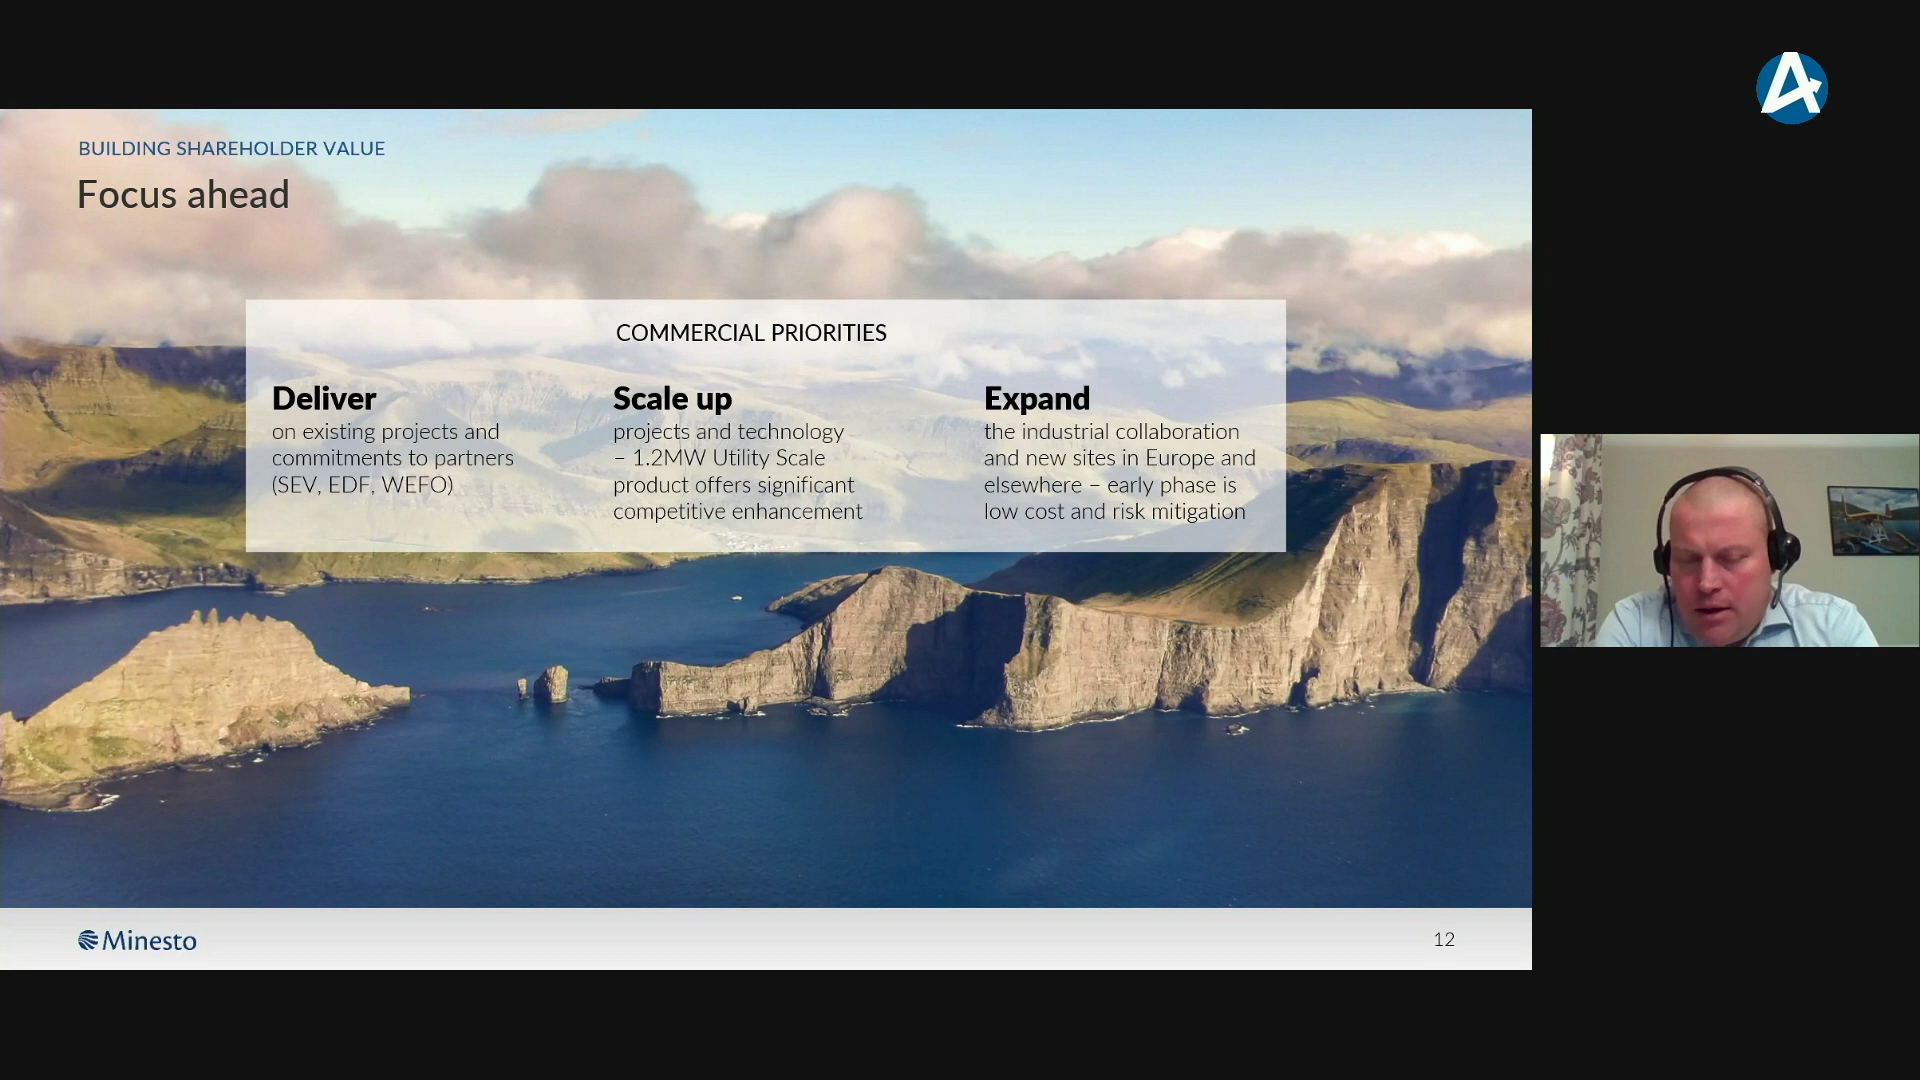 BUILDING SHAREHOLDER VALUE
Focus ahead
COMMERCIAL PRIORITIES
Deliver
on existing projects and
commitments to partners
(SEV, EDF, WEFO)
Scale up
projects and technology
– 1.2MW Utility Scale
product offers significant
competitive enhancement
Expand
the industrial collaboration
and new sites in Europe and
elsewhere – early phase is
low cost and risk mitigation
Minesto
12